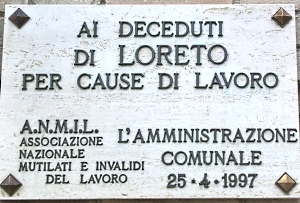 AI DECEDUTI
DI LORETO
PER CAUSE DI LAVORO
A.N.M.I.L.
ASSOCIAZIONE
NAZIONALE
MUTILATI E INVALIDI
DEL LAVORO
L'AMMINISTRAZIONE
COMUNALE
25·4·1997